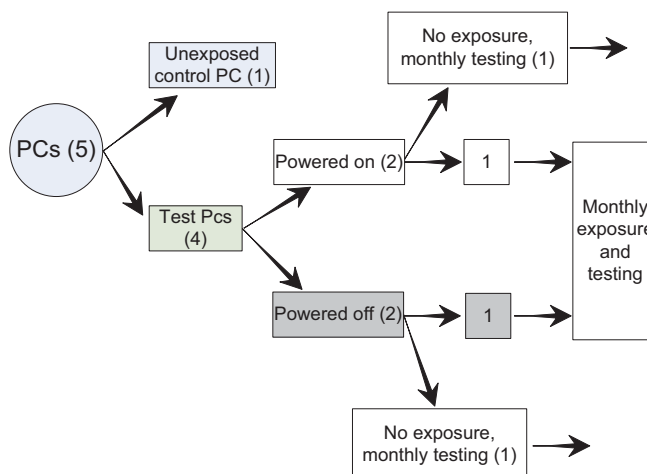 No exposure,
monthly testing (1)
Unexposed
control PC (1)
PCs (5)
Powered on (2)
1
Test Pcs
(4)
Monthly
exposure
and
testing
Powered off (2)
1
No exposure,
monthly testing (1)